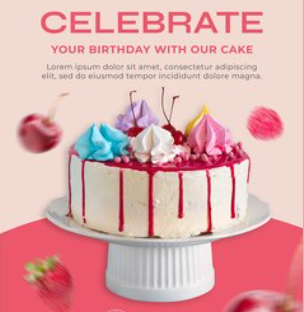 CELEBRATE
YOUR BIRTHDAY WITH OUR CAKE
Lorem ipsum dolor sit amet, consectetur adipiscing
elit, sed do eiusmod tempor incididunt dolore magna.